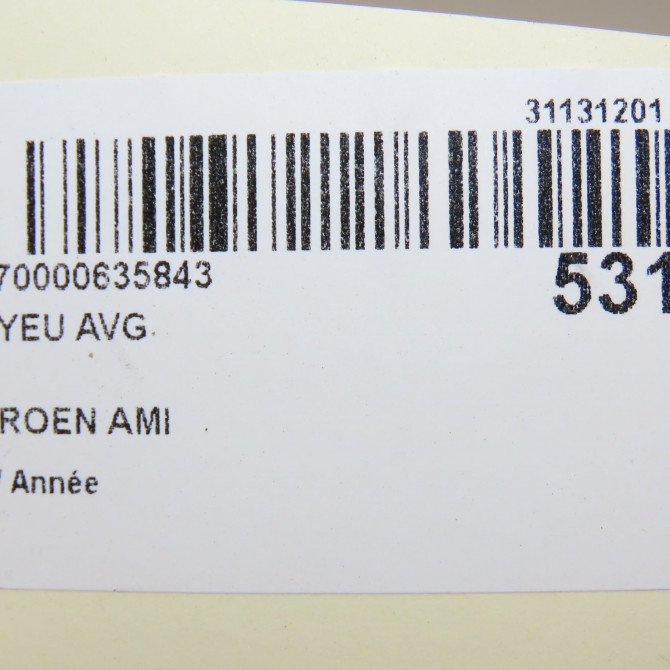 31131201
70000635843
531
YEU AVG
ROEN AMI
/ Année